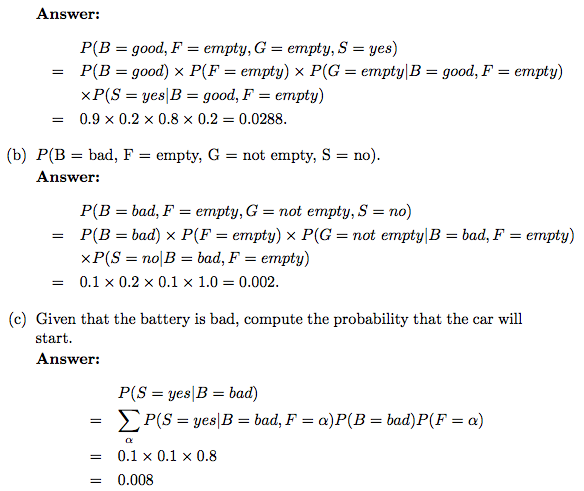 Answer:
P(B = good, F = empty, G = empty, S = yes)
= P(B = good) × P(F = empty) × P(G = empty|B = good, F = empty)
×P(S = yes|B = good, F = empty)
= 0.9 × 0.2 × 0.8 × 0.2 = 0.0288.
(b) P(B = bad, F = empty, G = not empty, S = no).
Answer:
P(B = bad, F = empty, G = not empty, S = no)
= P(B = bad) × P(F = empty) × P(G = not empty|B = bad, F = empty)
×P(S = no|B = bad, F = empty)
= 0.1 × 0.2 × 0.1 × 1.0 = 0.002.
(c) Given that the battery is bad, compute the probability that the car will
start.
Answer:
P(S = yes|B = bad)
= ∑ P(S = yes|B = bad, F = α)P(B = bad)P(F = α)
α
= 0.1 × 0.1 × 0.8
= 0.008